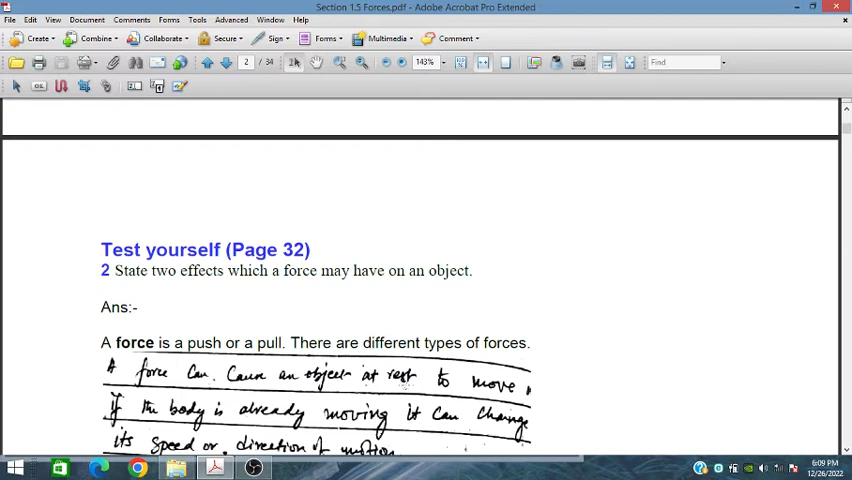 Section 1.5 Forces.pdf - Adobe Acrobat Pro Extended
File Edit View Document Comments Forms Tools Advanced Window Help
Create Combine Collaborate Secure Sign Forms Multimedia Comment
2 / 34 143% Find
Test yourself (Page 32)
2 State two effects which a force may have on an object.
Ans:-
A force is a push or a pull. There are different types of forces.
A force can. Cause an object at rest to move.
If the body is already moving it can change
its speed or direction of motion
6:09 PM
12/26/2022